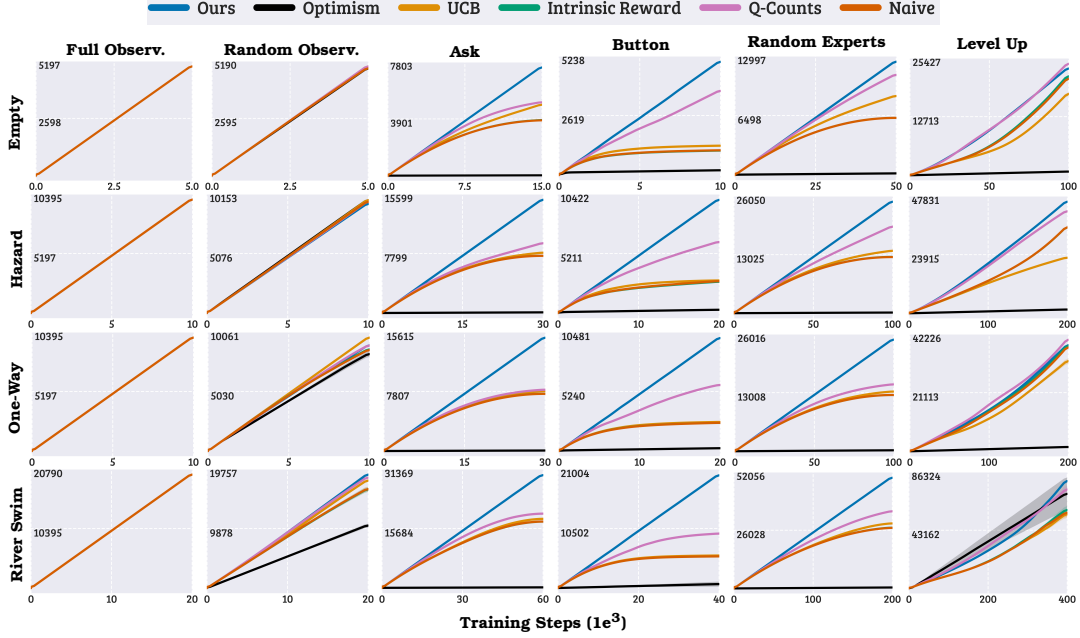 Ours Optimism UCB Intrinsic Reward Q-Counts Naive
Full Observ. Random Observ. Ask Button Random Experts Level Up
Empty
5197 5190 7803 5238 12997 25427
2598 2595 3901 2619 6498 12713
0.0 2.5 5.0 0.0 2.5 5.0 0.0 7.5 15.0 0 5 10 0 25 50 0 50 100
Hazard
10395 10153 15599 10422 26050 47831
5197 5076 7799 5211 13025 23915
0 5 10 0 5 10 0 15 30 0 10 20 0 50 100 0 100 200
One-Way
10395 10061 15615 10481 26016 42226
5197 5030 7807 5240 13008 21113
0 5 10 0 5 10 0 15 30 0 10 20 0 50 100 0 100 200
River Swim
20790 19757 31369 21004 52056 86324
10395 9878 15684 10502 26028 43162
0 10 20 0 10 20 0 30 60 0 20 40 0 100 200 0 200 400
Training Steps (1e³)